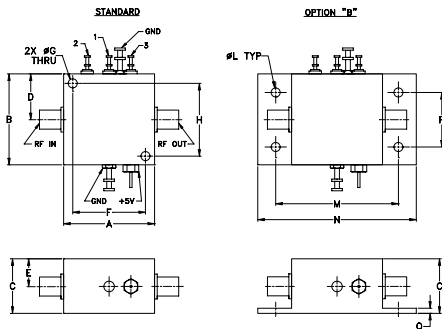 STANDARD
OPTION "B"
GND
2X ØG
THRU
2
1
3
ØL TYP
D
B
H
P
RF IN
RF OUT
GND
+5V
F
A
M
N
E
C
C
Q